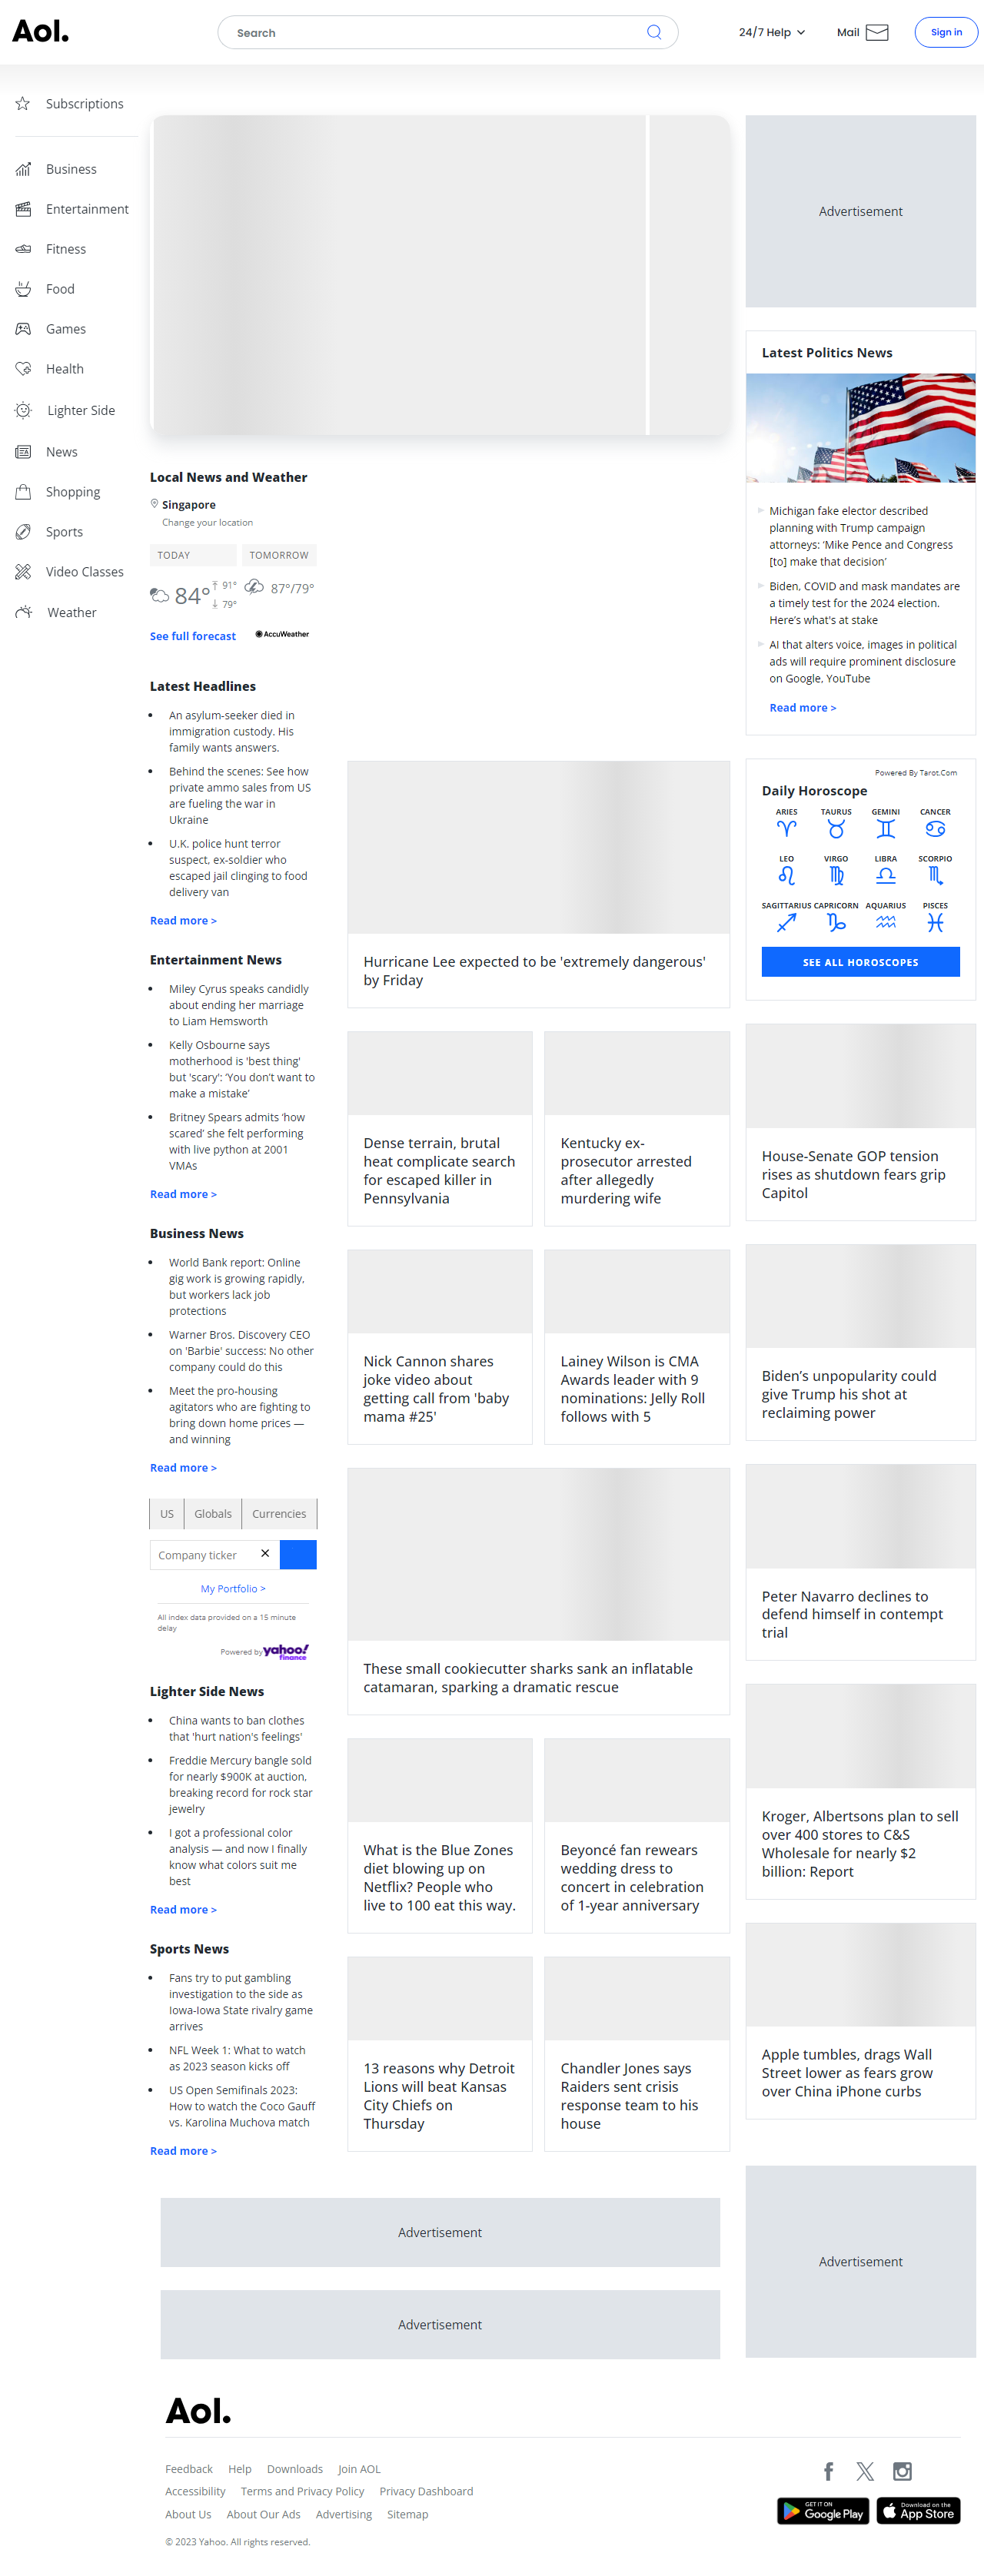 Aol.
Search
24/7 Help
Mail
Sign in
Subscriptions
Business
Entertainment
Fitness
Food
Games
Health
Lighter Side
News
Shopping
Sports
Video Classes
Weather
Local News and Weather
Singapore
Change your location
TODAY
TOMORROW
84°
91°
79°
87°/79°
See full forecast
AccuWeather
Latest Headlines
An asylum-seeker died in
immigration custody. His
family wants answers.
Behind the scenes: See how
private ammo sales from US
are fueling the war in
Ukraine
U.K. police hunt terror
suspect, ex-soldier who
escaped jail clinging to food
delivery van
Read more >
Entertainment News
Miley Cyrus speaks candidly
about ending her marriage
to Liam Hemsworth
Kelly Osbourne says
motherhood is 'best thing'
but 'scary': 'You don't want to
make a mistake'
Britney Spears admits 'how
scared' she felt performing
with live python at 2001
VMAs
Read more >
Business News
World Bank report: Online
gig work is growing rapidly,
but workers lack job
protections
Warner Bros. Discovery CEO
on 'Barbie' success: No other
company could do this
Meet the pro-housing
agitators who are fighting to
bring down home prices —
and winning
Read more >
US
Globals
Currencies
Company ticker
My Portfolio >
All index data provided on a 15 minute
delay
Powered by yahoo!
finance
Lighter Side News
China wants to ban clothes
that 'hurt nation's feelings'
Freddie Mercury bangle sold
for nearly $900K at auction,
breaking record for rock star
jewelry
I got a professional color
analysis — and now I finally
know what colors suit me
best
Read more >
Sports News
Fans try to put gambling
investigation to the side as
Iowa-Iowa State rivalry game
arrives
NFL Week 1: What to watch
as 2023 season kicks off
US Open Semifinals 2023:
How to watch the Coco Gauff
vs. Karolina Muchova match
Read more >
Hurricane Lee expected to be 'extremely dangerous'
by Friday
Dense terrain, brutal
heat complicate search
for escaped killer in
Pennsylvania
Kentucky ex-
prosecutor arrested
after allegedly
murdering wife
Nick Cannon shares
joke video about
getting call from 'baby
mama #25'
Lainey Wilson is CMA
Awards leader with 9
nominations: Jelly Roll
follows with 5
These small cookiecutter sharks sank an inflatable
catamaran, sparking a dramatic rescue
What is the Blue Zones
diet blowing up on
Netflix? People who
live to 100 eat this way.
Beyoncé fan rewears
wedding dress to
concert in celebration
of 1-year anniversary
13 reasons why Detroit
Lions will beat Kansas
City Chiefs on
Thursday
Chandler Jones says
Raiders sent crisis
response team to his
house
Advertisement
Latest Politics News
Michigan fake elector described
planning with Trump campaign
attorneys: 'Mike Pence and Congress
[to] make that decision'
Biden, COVID and mask mandates are
a timely test for the 2024 election.
Here's what's at stake
AI that alters voice, images in political
ads will require prominent disclosure
on Google, YouTube
Read more >
Powered By Tarot.Com
Daily Horoscope
ARIES
TAURUS
GEMINI
CANCER
LEO
VIRGO
LIBRA
SCORPIO
SAGITTARIUS
CAPRICORN
AQUARIUS
PISCES
SEE ALL HOROSCOPES
House-Senate GOP tension
rises as shutdown fears grip
Capitol
Biden's unpopularity could
give Trump his shot at
reclaiming power
Peter Navarro declines to
defend himself in contempt
trial
Kroger, Albertsons plan to sell
over 400 stores to C&S
Wholesale for nearly $2
billion: Report
Apple tumbles, drags Wall
Street lower as fears grow
over China iPhone curbs
Advertisement
Advertisement
Advertisement
Aol.
Feedback Help Downloads Join AOL
Accessibility Terms and Privacy Policy Privacy Dashboard
About Us About Our Ads Advertising Sitemap
© 2023 Yahoo. All rights reserved.
GET IT ON
Google Play
Download on the
App Store